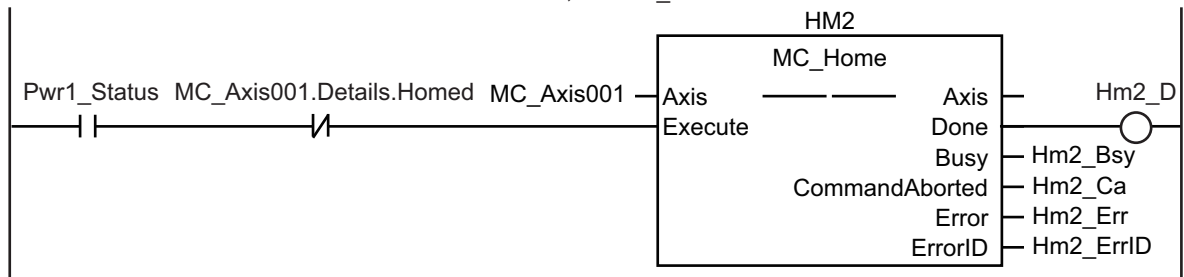 HM2
MC_Home
Pwr1_Status MC_Axis001.Details.Homed MC_Axis001 Axis Axis Hm2_D
Execute Done
Busy Hm2_Bsy
CommandAborted Hm2_Ca
Error Hm2_Err
ErrorID Hm2_ErrID